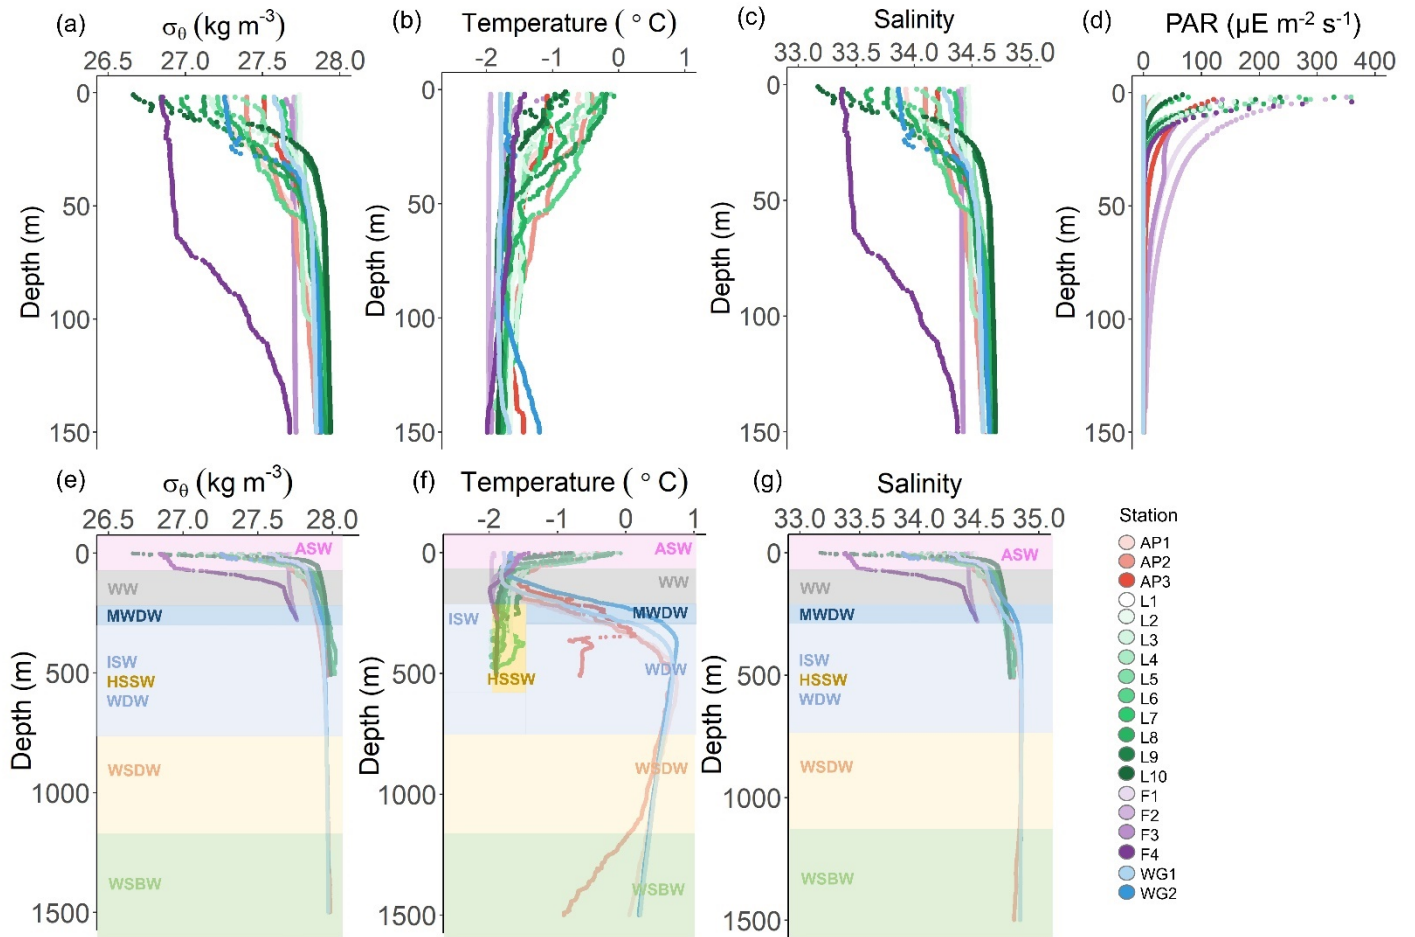 (a)
σθ (kg m⁻³)
26.5 27.0 27.5 28.0
0
50
100
150
Depth (m)
(b)
Temperature ( ° C)
-2 -1 0 1
0
50
100
150
Depth (m)
(c)
Salinity
33.0 33.5 34.0 34.5 35.0
0
50
100
150
Depth (m)
(d)
PAR (µE m⁻² s⁻¹)
0 100 200 300 400
0
50
100
150
Depth (m)
(e)
σθ (kg m⁻³)
26.5 27.0 27.5 28.0
0
500
1000
1500
Depth (m)
ASW
WW
MWDW
ISW
HSSW
WDW
WSDW
WSBW
(f)
Temperature ( ° C)
-2 -1 0 1
0
500
1000
1500
Depth (m)
ASW
WW
ISW
MWDW
WDW
HSSW
WSDW
WSBW
(g)
Salinity
33.0 33.5 34.0 34.5 35.0
0
500
1000
1500
Depth (m)
ASW
WW
MWDW
ISW
HSSW
WDW
WSDW
WSBW
Station
AP1
AP2
AP3
L1
L2
L3
L4
L5
L6
L7
L8
L9
L10
F1
F2
F3
F4
WG1
WG2